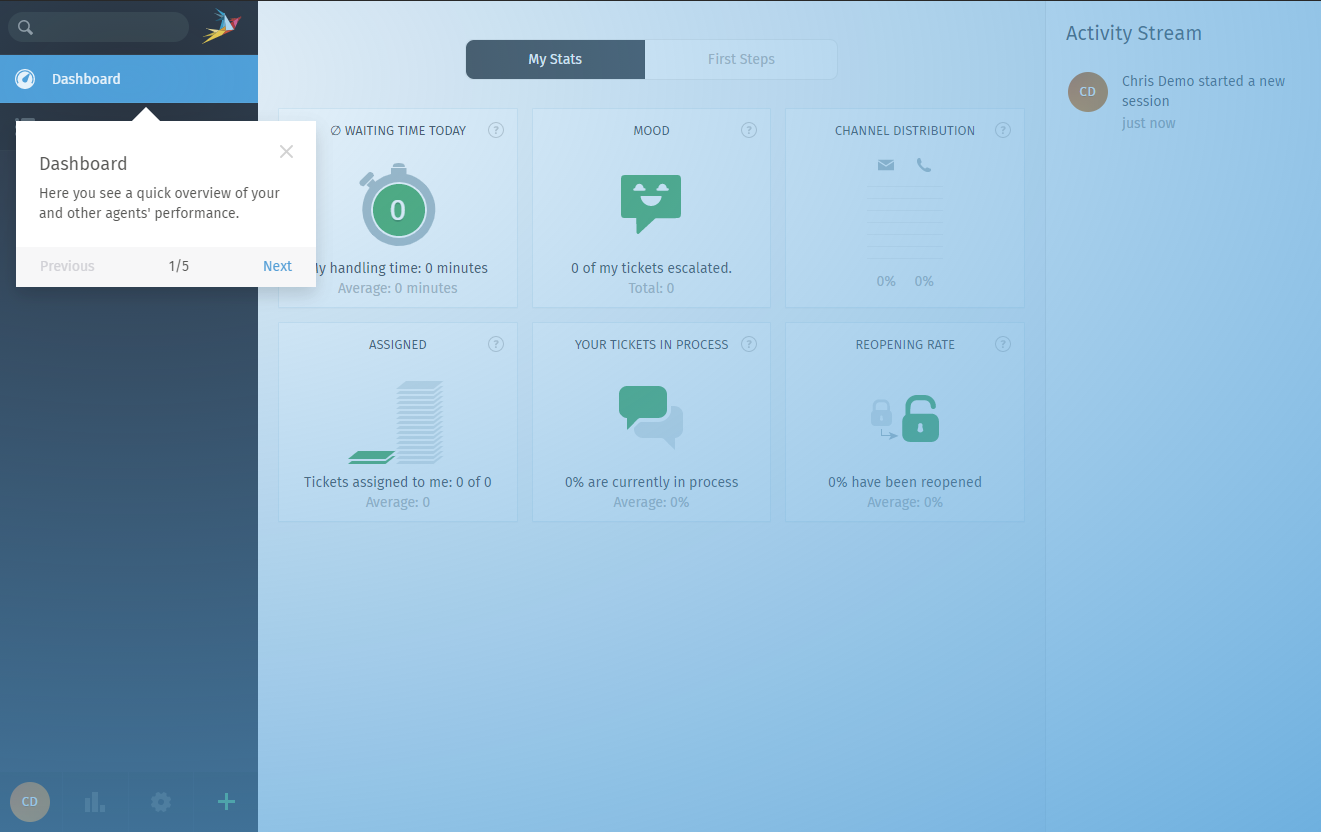 Dashboard
Dashboard
Here you see a quick overview of your
and other agents' performance.
Previous
1/5
Next
My Stats
First Steps
∅ WAITING TIME TODAY
?
0
My handling time: 0 minutes
Average: 0 minutes
MOOD
?
0 of my tickets escalated.
Total: 0
CHANNEL DISTRIBUTION
?
0% 0%
ASSIGNED
?
Tickets assigned to me: 0 of 0
Average: 0
YOUR TICKETS IN PROCESS
?
0% are currently in process
Average: 0%
REOPENING RATE
?
0% have been reopened
Average: 0%
Activity Stream
CD
Chris Demo started a new
session
just now
CD